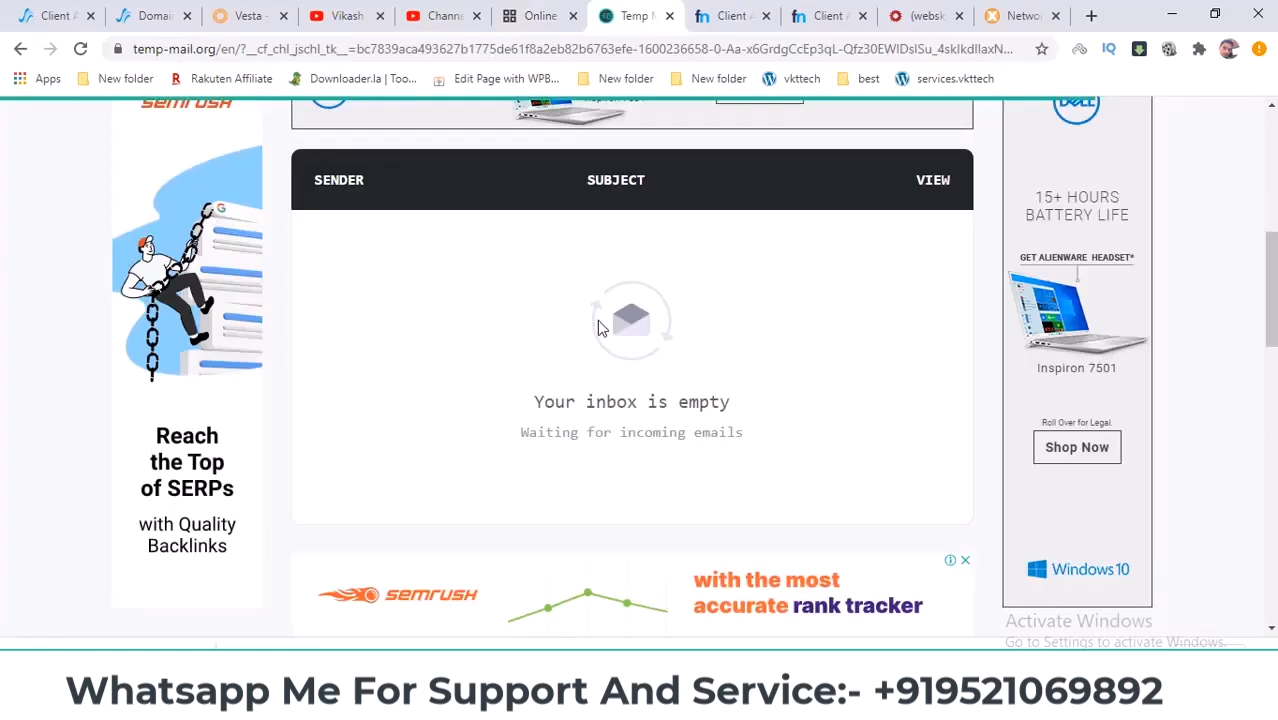 Client A
Domain
Vesta -
Vikash
Chann
Online
Temp M
Client A
Client A
(websk
Netwo
temp-mail.org/en/?__cf_chl_jschl_tk__=bc7839aca493627b1775de61f8a2eb82b6763efe-1600236658-0-Aa-x6GrdgCcEp3qL-Qfz30EWIDsISu_4skIkdIlaxN...
Apps
New folder
Rakuten Affiliate
Downloader.la | Too...
Edit Page with WPB...
New folder
New folder
vkttech
best
services.vkttech
semrush
DELL
SENDER
SUBJECT
VIEW
Your inbox is empty
Waiting for incoming emails
Reach
the Top
of SERPs
with Quality
Backlinks
15+ HOURS
BATTERY LIFE
GET ALIENWARE HEADSET*
Inspiron 7501
Roll Over for Legal.
Shop Now
Windows10
semrush
with the most
accurate rank tracker
Activate Windows
Go to Settings to activate Windows.
Whatsapp Me For Support And Service:- +919521069892